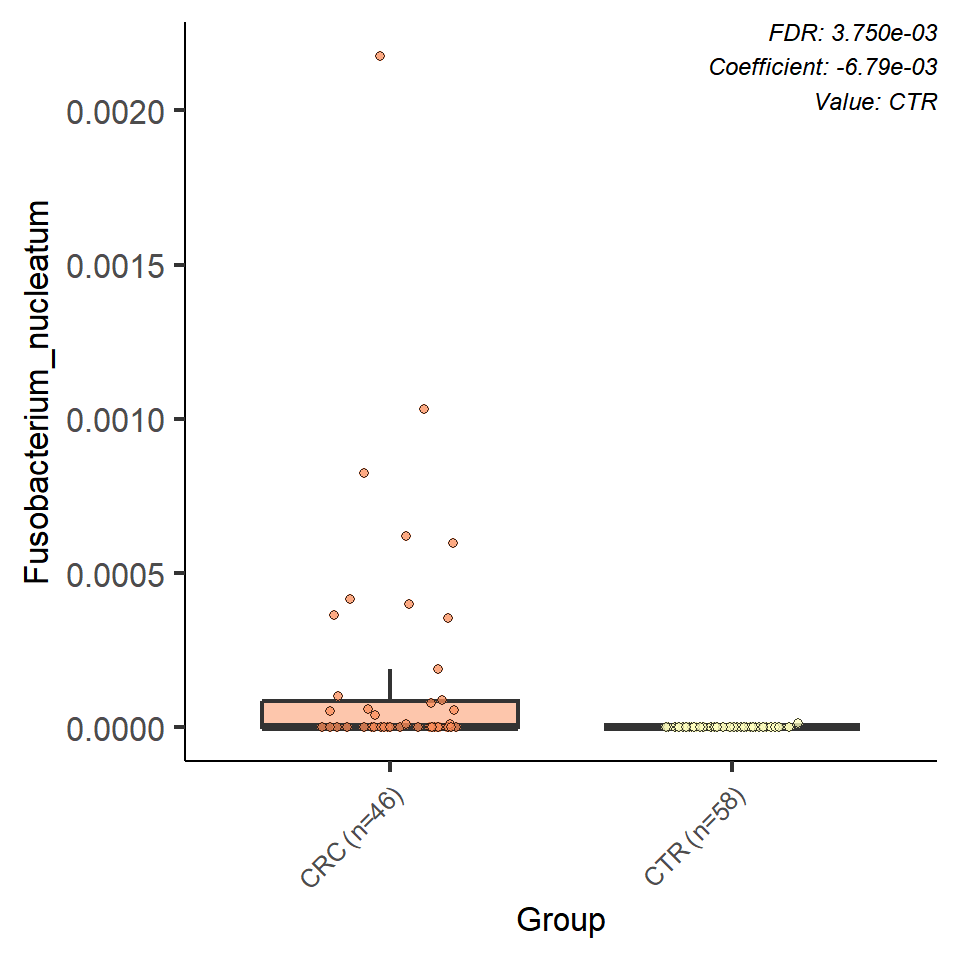 FDR: 3.750e-03
Coefficient: -6.79e-03
Value: CTR
Fusobacterium_nucleatum
0.0020
0.0015
0.0010
0.0005
0.0000
CRC (n=46)
CTR (n=58)
Group